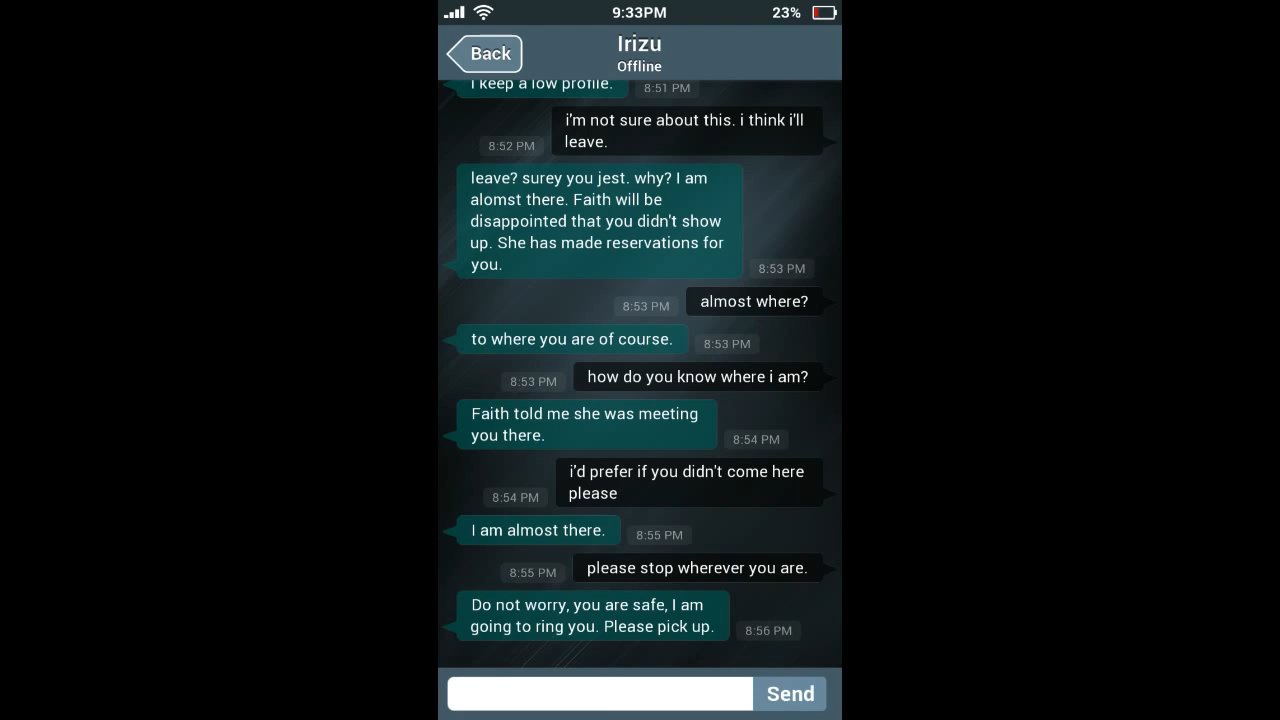 9:33PM
23%
Back
Irizu
Offline
I keep a low profile.
8:51 PM
i'm not sure about this. i think i'll
leave.
8:52 PM
leave? surey you jest. why? I am
alomst there. Faith will be
disappointed that you didn't show
up. She has made reservations for
you.
8:53 PM
almost where?
8:53 PM
to where you are of course.
8:53 PM
how do you know where i am?
8:53 PM
Faith told me she was meeting
you there.
8:54 PM
i'd prefer if you didn't come here
please
8:54 PM
I am almost there.
8:55 PM
please stop wherever you are.
8:55 PM
Do not worry, you are safe, I am
going to ring you. Please pick up.
8:56 PM
Send